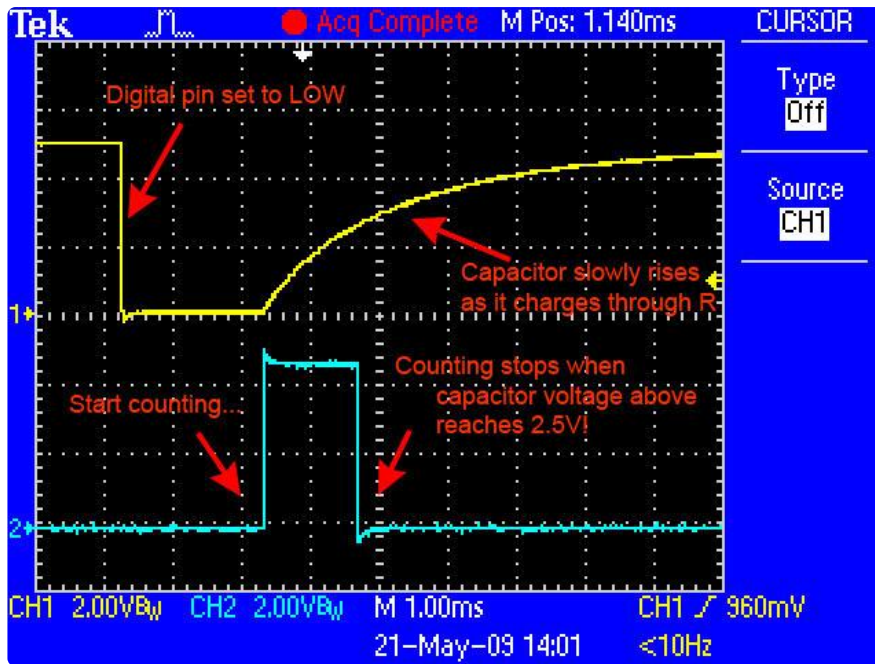 Tek Acq Complete M Pos: 1.140ms CURSOR
Type
Off
Source
CH1
Digital pin set to LOW
Capacitor slowly rises
as it charges through R
1
Start counting...
Counting stops when
capacitor voltage above
reaches 2.5V!
2
CH1 2.00VBw CH2 2.00VBw M 1.00ms CH1 960mV
21-May-09 14:01 <10Hz